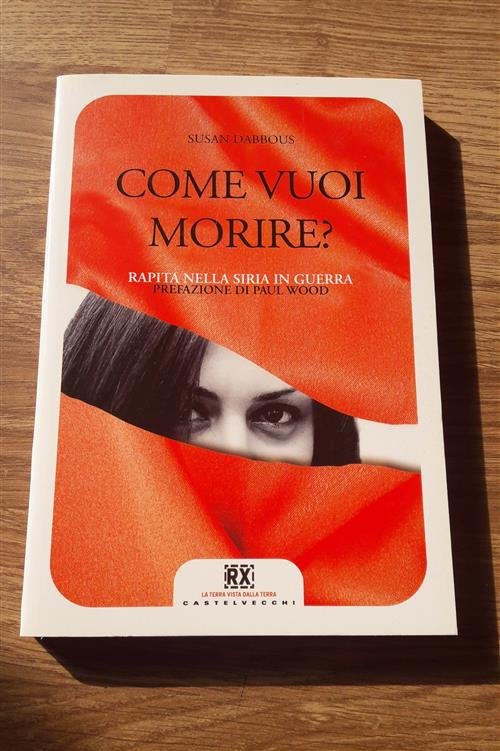 SUSAN DABBOUS
COME VUOI
MORIRE?
RAPITA NELLA SIRIA IN GUERRA
PREFAZIONE DI PAUL WOOD
RX
LA TERRA VISTA DALLA TERRA
CASTELVECCHI